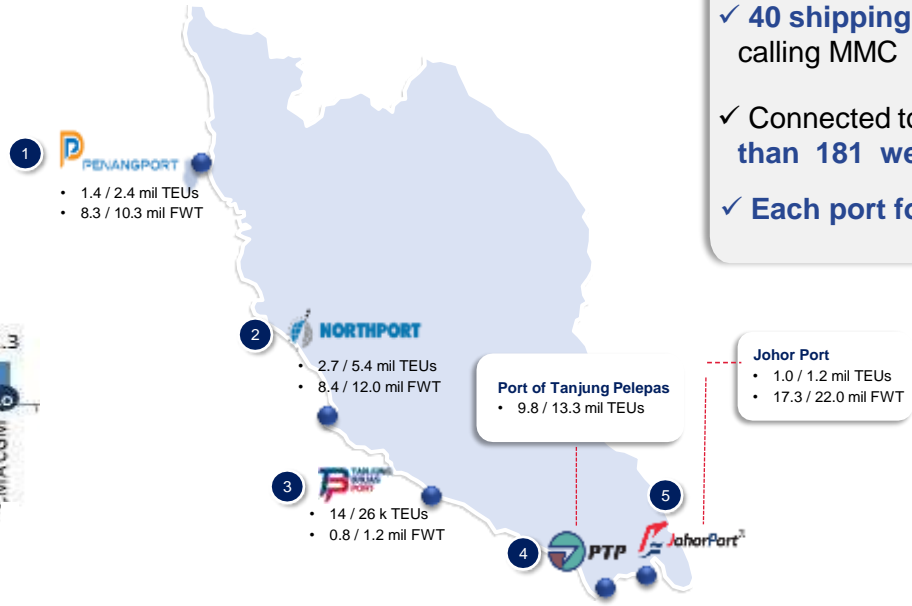 ✓ 40 shipping
calling MMC
✓ Connected to
than 181 we
✓ Each port fo
1
PENANGPORT
• 1.4 / 2.4 mil TEUs
• 8.3 / 10.3 mil FWT
2
NORTHPORT
• 2.7 / 5.4 mil TEUs
• 8.4 / 12.0 mil FWT
.3
Port of Tanjung Pelepas
• 9.8 / 13.3 mil TEUs
Johor Port
• 1.0 / 1.2 mil TEUs
• 17.3 / 22.0 mil FWT
3
TANJUNG
BRUAS
PORT
• 14 / 26 k TEUs
• 0.8 / 1.2 mil FWT
4
PTP
5
JohorPort